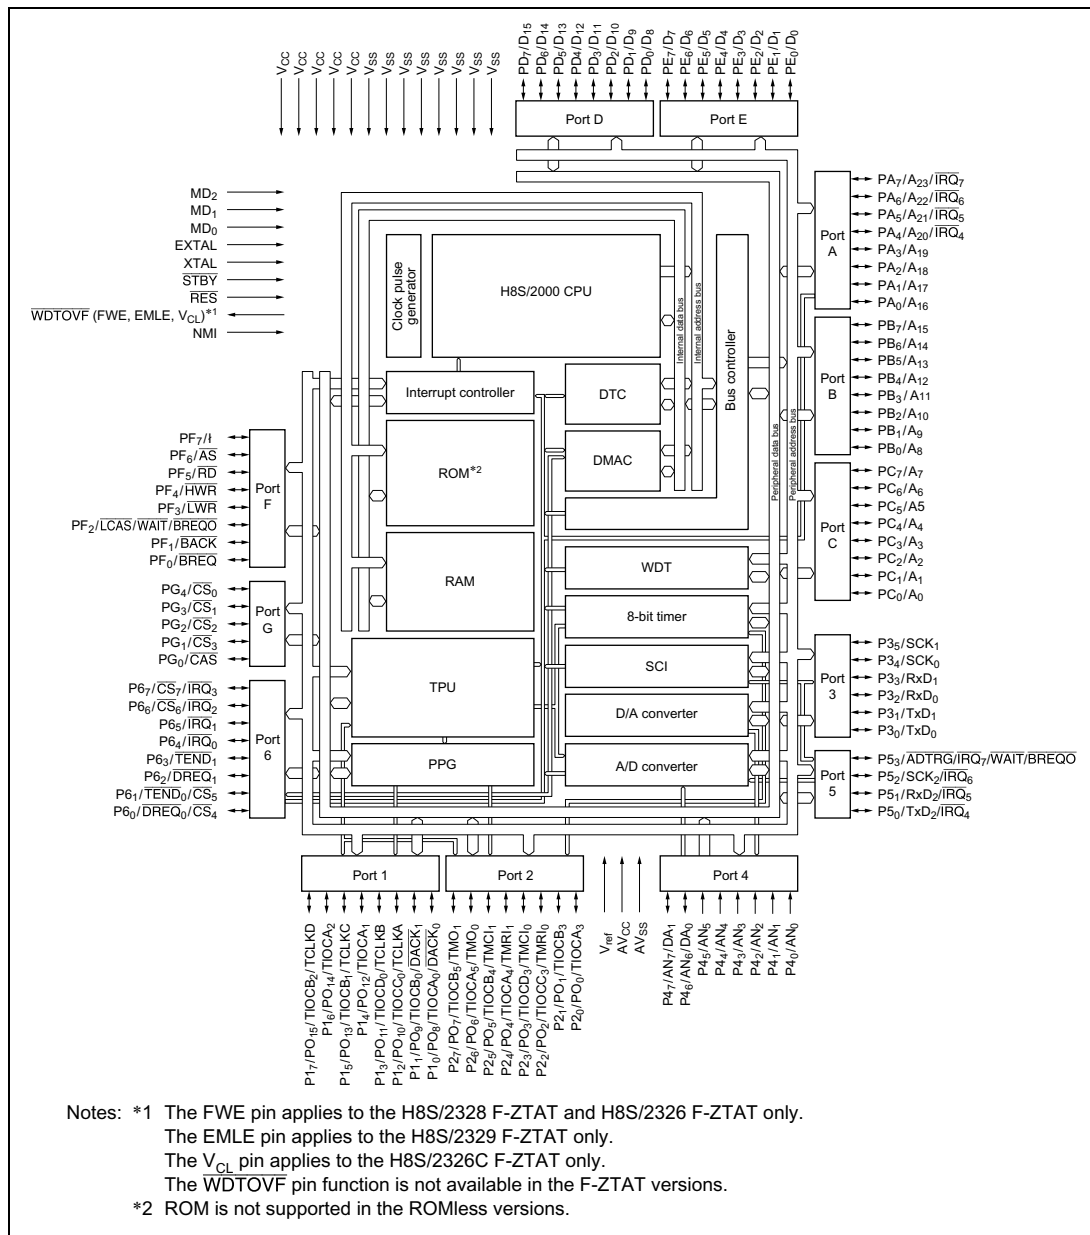 VCC
VCC
VCC
VCC
VCC
VSS
VSS
VSS
VSS
VSS
VSS
VSS
VSS
PD7/D15
PD6/D14
PD5/D13
PD4/D12
PD3/D11
PD2/D10
PD1/D9
PD0/D8
PE7/D7
PE6/D6
PE5/D5
PE4/D4
PE3/D3
PE2/D2
PE1/D1
PE0/D0
Port D
Port E
MD2
MD1
MD0
EXTAL
XTAL
STBY
RES
WDTOVF (FWE, EMLE, VCL)*1
NMI
Clock pulse generator
H8S/2000 CPU
Internal data bus
Internal address bus
Bus controller
Peripheral data bus
Peripheral address bus
Interrupt controller
DTC
ROM*2
DMAC
RAM
WDT
8-bit timer
TPU
SCI
D/A converter
PPG
A/D converter
Port A
PA7/A23/IRQ7
PA6/A22/IRQ6
PA5/A21/IRQ5
PA4/A20/IRQ4
PA3/A19
PA2/A18
PA1/A17
PA0/A16
Port B
PB7/A15
PB6/A14
PB5/A13
PB4/A12
PB3/A11
PB2/A10
PB1/A9
PB0/A8
Port C
PC7/A7
PC6/A6
PC5/A5
PC4/A4
PC3/A3
PC2/A2
PC1/A1
PC0/A0
Port 3
P35/SCK1
P34/SCK0
P33/RxD1
P32/RxD0
P31/TxD1
P30/TxD0
Port 5
P53/ADTRG/IRQ7/WAIT/BREQO
P52/SCK2/IRQ6
P51/RxD2/IRQ5
P50/TxD2/IRQ4
PF7/ł
PF6/AS
PF5/RD
PF4/HWR
PF3/LWR
PF2/LCAS/WAIT/BREQO
PF1/BACK
PF0/BREQ
Port F
PG4/CS0
PG3/CS1
PG2/CS2
PG1/CS3
PG0/CAS
Port G
P67/CS7/IRQ3
P66/CS6/IRQ2
P65/IRQ1
P64/IRQ0
P63/TEND1
P62/DREQ1
P61/TEND0/CS5
P60/DREQ0/CS4
Port 6
Port 1
Port 2
Port 4
P17/PO15/TIOCB2/TCLKD
P16/PO14/TIOCA2
P15/PO13/TIOCB1/TCLKC
P14/PO12/TIOCA1
P13/PO11/TIOCD0/TCLKB
P12/PO10/TIOCC0/TCLKA
P11/PO9/TIOCB0/DACK1
P10/PO8/TIOCA0/DACK0
P27/PO7/TIOCB5/TMO1
P26/PO6/TIOCA5/TMO0
P25/PO5/TIOCB4/TMCI1
P24/PO4/TIOCA4/TMRI1
P23/PO3/TIOCD3/TMCI0
P22/PO2/TIOCC3/TMRI0
P21/PO1/TIOCB3
P20/PO0/TIOCA3
Vref
AVCC
AVSS
P47/AN7/DA1
P46/AN6/DA0
P45/AN5
P44/AN4
P43/AN3
P42/AN2
P41/AN1
P40/AN0
Notes: *1 The FWE pin applies to the H8S/2328 F-ZTAT and H8S/2326 F-ZTAT only.
The EMLE pin applies to the H8S/2329 F-ZTAT only.
The VCL pin applies to the H8S/2326C F-ZTAT only.
The WDTOVF pin function is not available in the F-ZTAT versions.
*2 ROM is not supported in the ROMless versions.